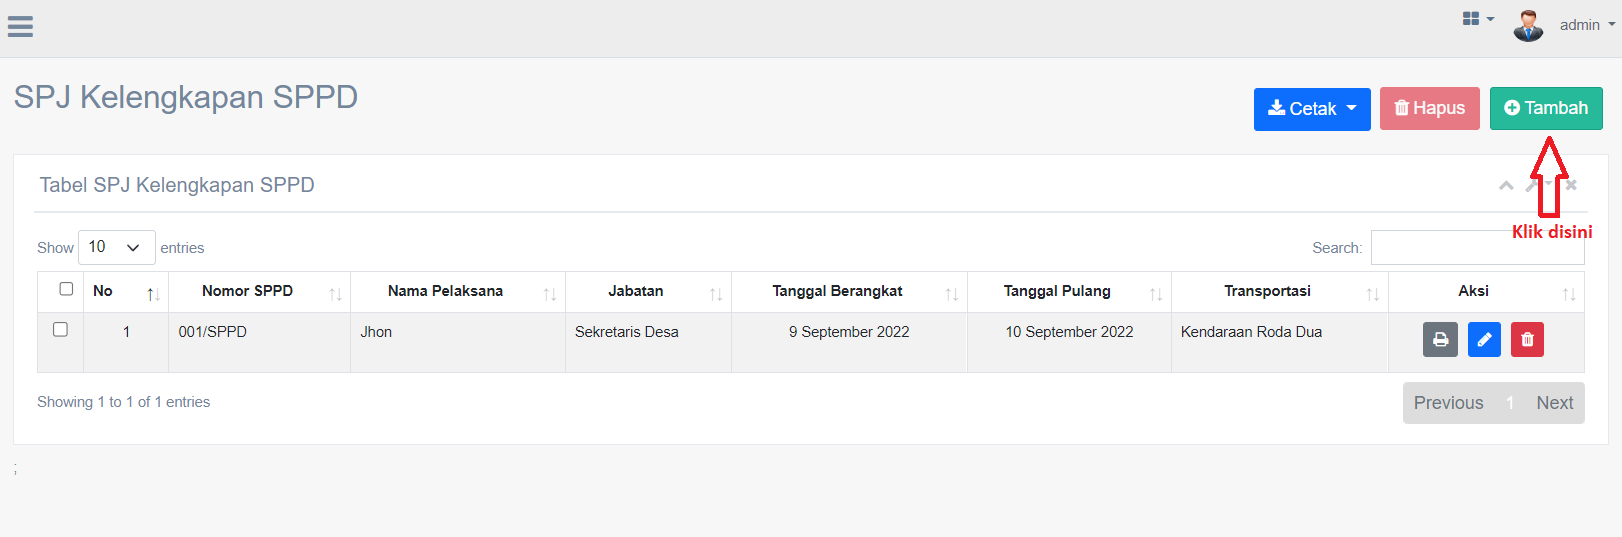 admin
SPJ Kelengkapan SPPD
Cetak Hapus Tambah
Tabel SPJ Kelengkapan SPPD
Klik disini
Show 10 entries Search:
No Nomor SPPD Nama Pelaksana Jabatan Tanggal Berangkat Tanggal Pulang Transportasi Aksi
1 001/SPPD Jhon Sekretaris Desa 9 September 2022 10 September 2022 Kendaraan Roda Dua
Showing 1 to 1 of 1 entries Previous 1 Next
;